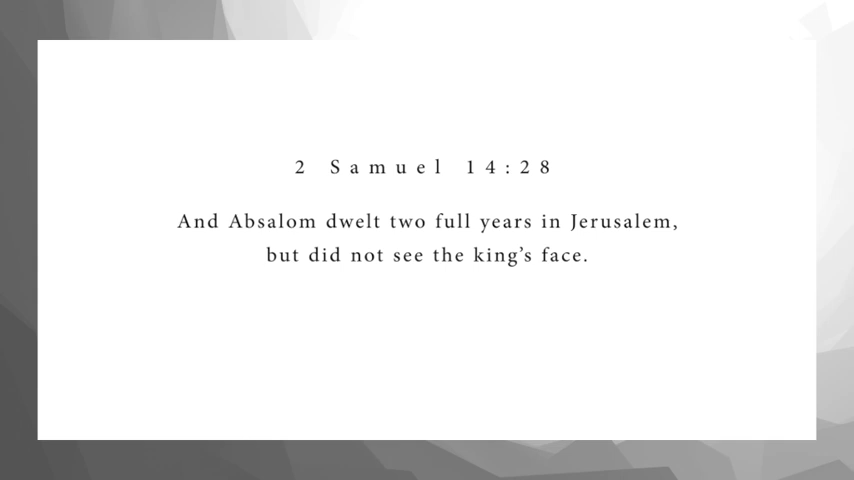 2 Samuel 14:28
And Absalom dwelt two full years in Jerusalem,
but did not see the king’s face.